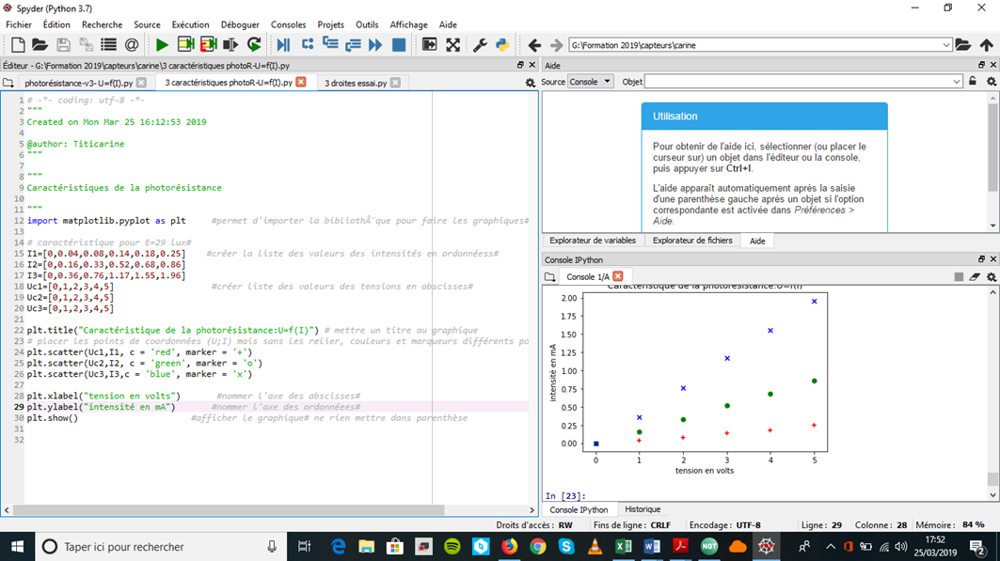 Spyder (Python 3.7)
Fichier Édition Recherche Source Exécution Déboguer Consoles Projets Outils Affichage Aide
G:\Formation 2019\capteurs\carine
Éditeur - G:\Formation 2019\capteurs\carine\3 caractéristiques photoR-U=f(I).py
photorésistance-v3- U=f(I).py 3 caractéristiques photoR-U=f(I).py 3 droites essai.py
1 # -*- coding: utf-8 -*-
2 """
3 Created on Mon Mar 25 16:12:53 2019
4
5 @author: Titicarine
6 """
7
8 """
9 Caractéristiques de la photorésistance
10
11 """
12 import matplotlib.pyplot as plt #permet d'importer la bibliothÃ¨que pour faire les graphiques#
13
14 # caractéristique pour E=29 lux#
15 I1=[0,0.04,0.08,0.14,0.18,0.25] #créer la liste des valeurs des intensités en ordonnéess#
16 I2=[0,0.16,0.33,0.52,0.68,0.86]
17 I3=[0,0.36,0.76,1.17,1.55,1.96]
18 Uc1=[0,1,2,3,4,5] #créer liste des valeurs des tensions en abscisses#
19 Uc2=[0,1,2,3,4,5]
20 Uc3=[0,1,2,3,4,5]
21
22 plt.title("Caractéristique de la photorésistance:U=f(I)") # mettre un titre au graphique
23 # placer les points de coordonnées (U;I) mais sans les relier, couleurs et marqueurs différents po
24 plt.scatter(Uc1,I1, c = 'red', marker = '+')
25 plt.scatter(Uc2,I2, c = 'green', marker = 'o')
26 plt.scatter(Uc3,I3,c = 'blue', marker = 'x')
27
28 plt.xlabel("tension en volts") #nommer l'axe des abscisses#
29 plt.ylabel("intensité en mA") #nommer l'axe des ordonnées#
30 plt.show() #afficher le graphique# ne rien mettre dans parenthèse
31
32
Aide
Source Console Objet
Utilisation
Pour obtenir de l'aide ici, sélectionner (ou placer le
curseur sur) un objet dans l'éditeur ou la console,
puis appuyer sur Ctrl+I.
L'aide apparaît automatiquement après la saisie
d'une parenthèse gauche après un objet si l'option
correspondante est activée dans Préférences >
Aide.
Explorateur de variables Explorateur de fichiers Aide
Console IPython
Console 1/A
Caractéristique de la photorésistance:U=f(I)
2.00
1.75
1.50
1.25
1.00
0.75
0.50
0.25
0.00
intensité en mA
0 1 2 3 4 5
tension en volts
In [23]:
Console IPython Historique
Droits d'accès : RW Fins de ligne : CRLF Encodage : UTF-8 Ligne : 29 Colonne : 28 Mémoire : 84 %
Taper ici pour rechercher
17:52
25/03/2019
2